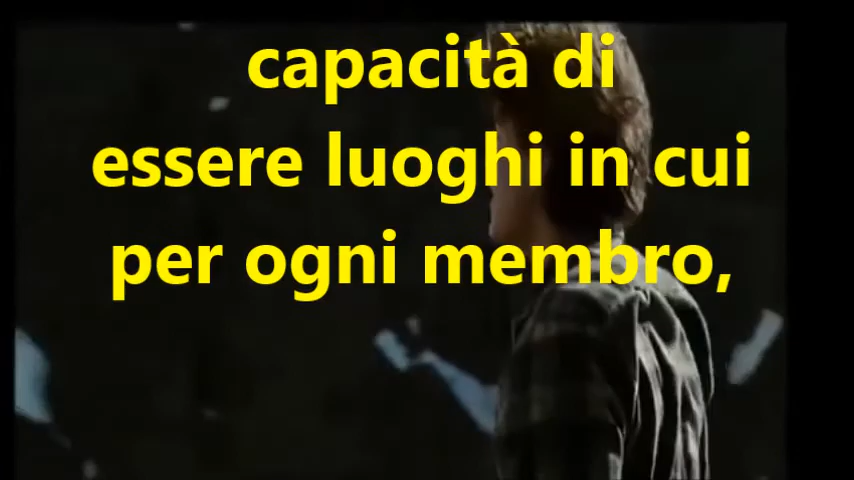 capacità di
essere luoghi in cui
per ogni membro,